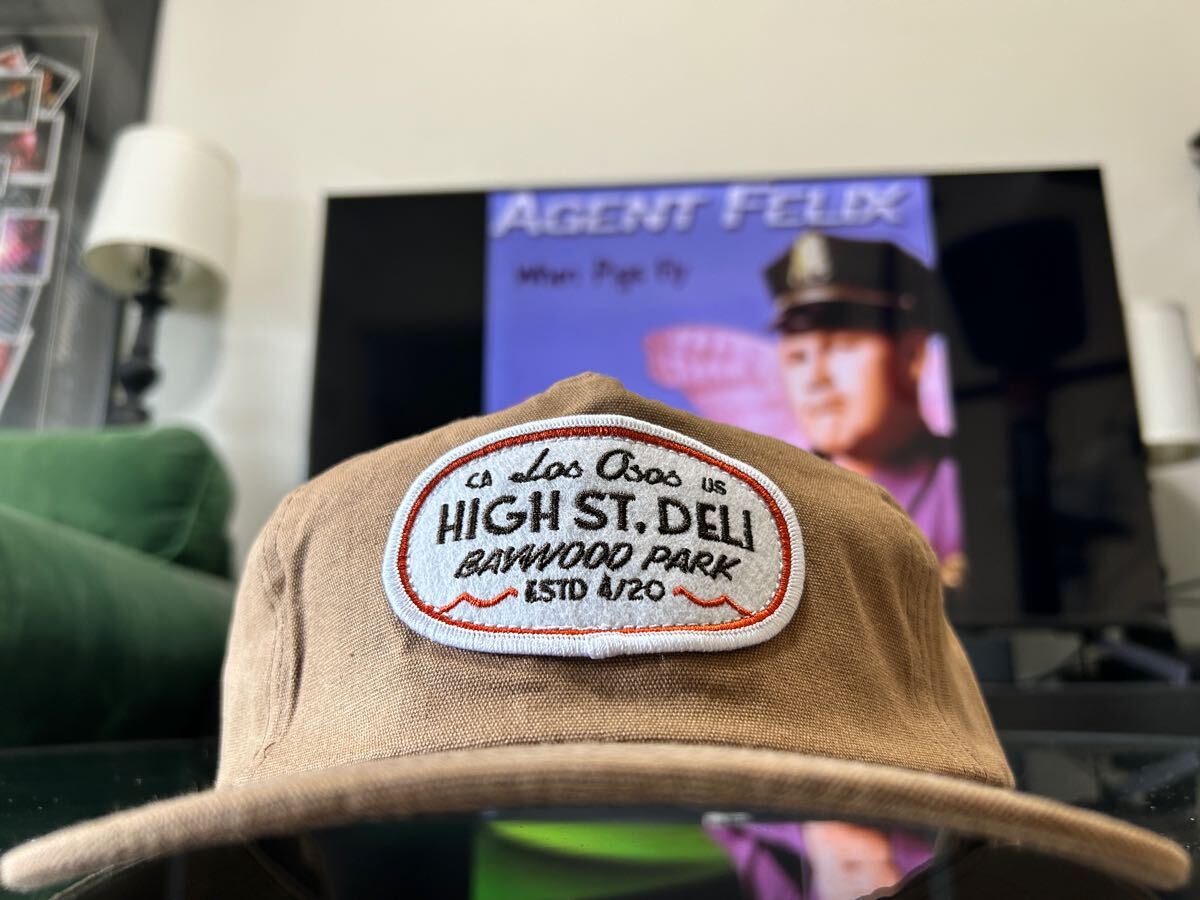 AGENT FELIX
When Pigs Fly
CA Los Osos US
HIGH ST. DELI
BAYWOOD PARK
ESTD 4/20